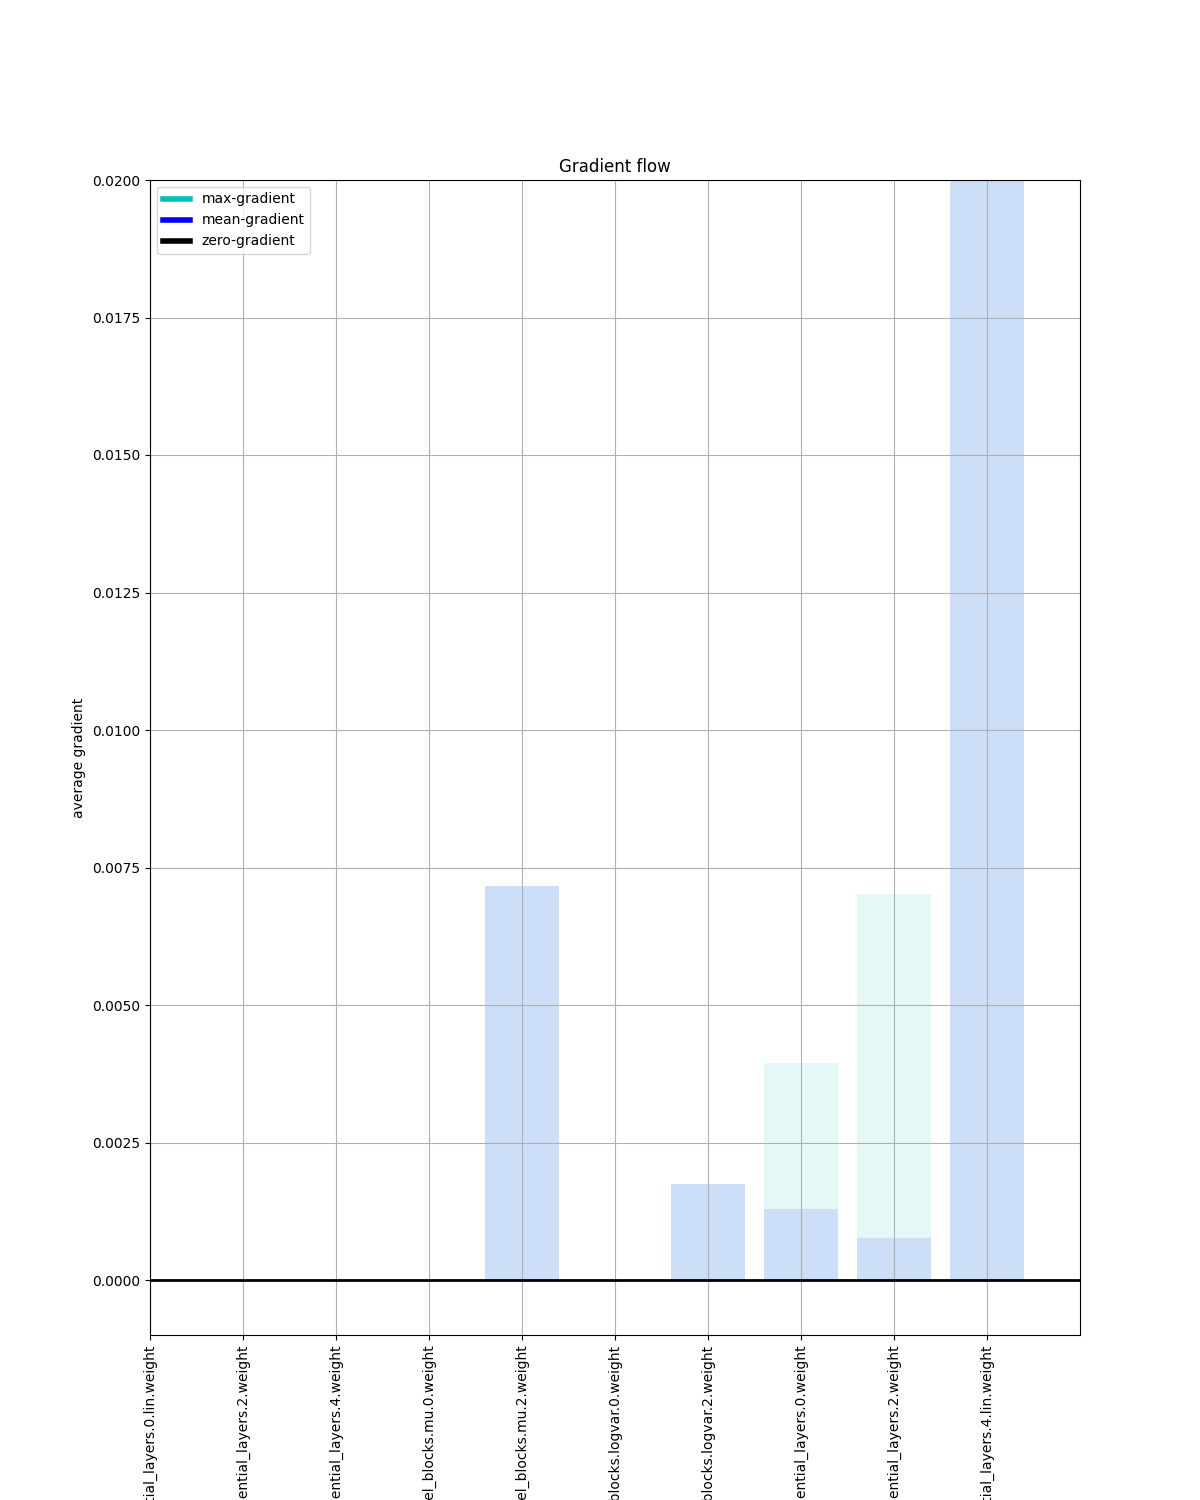 Gradient flow
max-gradient
mean-gradient
zero-gradient
0.0200
0.0175
0.0150
0.0125
0.0100
0.0075
0.0050
0.0025
0.0000
average gradient
tial_layers.0.lin.weight
ential_layers.2.weight
ential_layers.4.weight
el_blocks.mu.0.weight
el_blocks.mu.2.weight
blocks.logvar.0.weight
blocks.logvar.2.weight
ential_layers.0.weight
ential_layers.2.weight
tial_layers.4.lin.weight